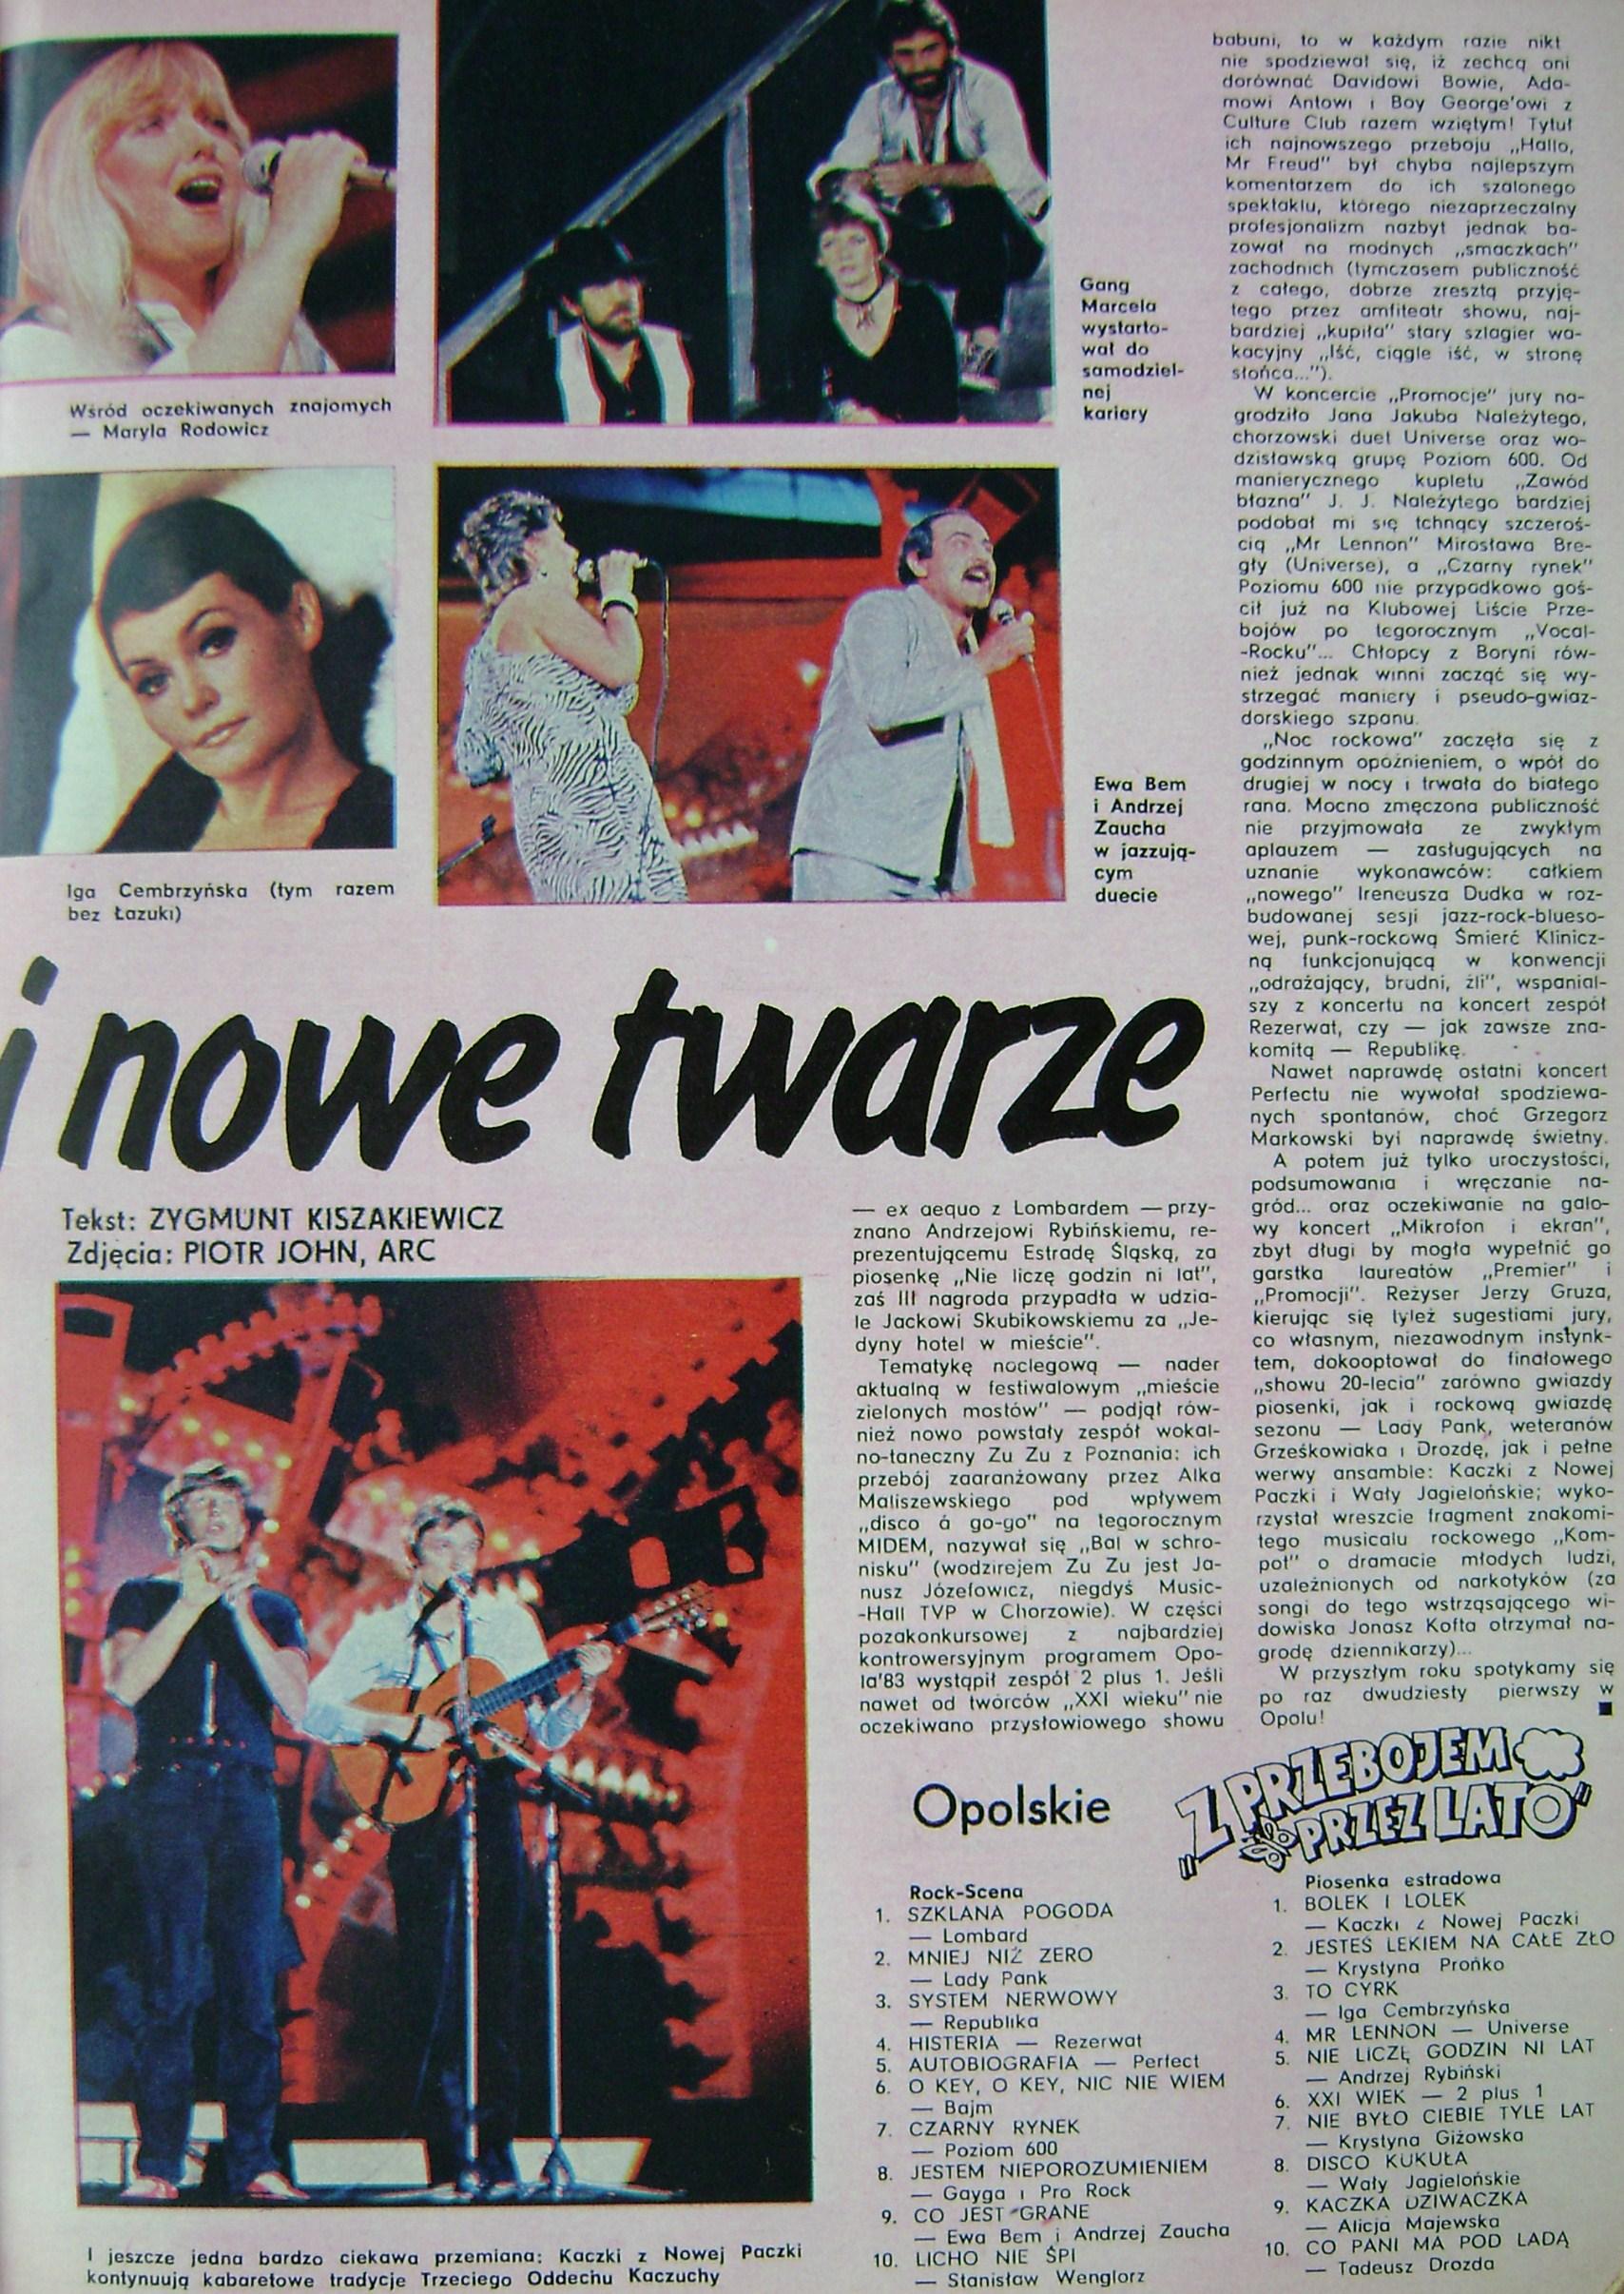 Wśród oczekiwanych znajomych
— Maryla Rodowicz
Gang
Marcela
wystarto-
wał do
samodziel-
nej
kariery
Iga Cembrzyńska (tym razem
bez Łazuki)
Ewa Bem
i Andrzej
Zaucha
w jazzują-
cym
duecie
i nowe twarze
Tekst: ZYGMUNT KISZAKIEWICZ
Zdjęcia: PIOTR JOHN, ARC
I jeszcze jedna bardzo ciekawa przemiana: Kaczki z Nowej Paczki
kontynuują kabaretowe tradycje Trzeciego Oddechu Kaczuchy
— ex aequo z Lombardem — przy-
znano Andrzejowi Rybińskiemu, re-
prezentującemu Estradę Śląską, za
piosenkę „Nie liczę godzin ni lat",
zaś III nagroda przypadła w udzia-
le Jackowi Skubikowskiemu za „Je-
dyny hotel w mieście".
Tematykę noclegową — nader
aktualną w festiwalowym „mieście
zielonych mostów" — podjął rów-
nież nowo powstały zespół wokal-
no-taneczny Zu Zu z Poznania: ich
przebój zaaranżowany przez Alka
Maliszewskiego pod wpływem
„disco á go-go" na tegorocznym
MIDEM, nazywał się „Bal w schro-
nisku" (wodzirejem Zu Zu jest Ja-
nusz Józefowicz, niegdyś Music-
-Hall TVP w Chorzowie). W części
pozakonkursowej z najbardziej
kontrowersyjnym programem Opo-
la'83 wystąpił zespół 2 plus 1. Jeśli
nawet od twórców „XXI wieku" nie
oczekiwano przysłowiowego showu
babuni, to w każdym razie nikt
nie spodziewał się, iż zechcą oni
dorównać Davidowi Bowie, Ada-
mowi Antowi i Boy George'owi z
Culture Club razem wziętym! Tytuł
ich najnowszego przeboju „Hallo,
Mr Freud" był chyba najlepszym
komentarzem do ich szalonego
spektaklu, którego niezaprzeczalny
profesjonalizm nazbyt jednak ba-
zował na modnych „smaczkach"
zachodnich (tymczasem publiczność
z całego, dobrze zresztą przyję-
tego przez amfiteatr showu, naj-
bardziej „kupiła" stary szlagier wa-
kacyjny „Iść, ciągle iść, w stronę
słońca...").
W koncercie „Promocje" jury na-
grodziło Jana Jakuba Należytego,
chorzowski duet Universe oraz wo-
dzisławską grupę Poziom 600. Od
manierycznego kupletu „Zawód
błazna" J. J. Należytego bardziej
podobał mi się tchnący szczeroś-
cią „Mr Lennon" Mirosława Bre-
gły (Universe), a „Czarny rynek"
Poziomu 600 nie przypadkowo goś-
cił już na Klubowej Liście Prze-
bojów po tegorocznym „Vocal-
-Rocku"... Chłopcy z Boryni rów-
nież jednak winni zacząć się wy-
strzegać maniery i pseudo-gwiaz-
dorskiego szpanu.
„Noc rockowa" zaczęła się z
godzinnym opóźnieniem, o wpół do
drugiej w nocy i trwała do białego
rana. Mocno zmęczona publiczność
nie przyjmowała ze zwykłym
aplauzem — zasługujących na
uznanie wykonawców: całkiem
„nowego" Ireneusza Dudka w roz-
budowanej sesji jazz-rock-blueso-
wej, punk-rockową Śmierć Klinicz-
ną funkcjonującą w konwencji
„odrażający, brudni, źli", wspanial-
szy z koncertu na koncert zespół
Rezerwat, czy — jak zawsze zna-
komitą — Republikę.
Nawet naprawdę ostatni koncert
Perfectu nie wywołał spodziewa-
nych spontanów, choć Grzegorz
Markowski był naprawdę świetny.
A potem już tylko uroczystości,
podsumowania i wręczanie na-
gród... oraz oczekiwanie na galo-
wy koncert „Mikrofon i ekran",
zbyt długi by mogła wypełnić go
garstka laureatów „Premier" i
„Promocji". Reżyser Jerzy Gruza,
kierując się tyleż sugestiami jury,
co własnym, niezawodnym instynk-
tem, dokooptował do finałowego
„showu 20-lecia" zarówno gwiazdy
piosenki, jak i rockową gwiazdę
sezonu — Lady Pank, weteranów
Grześkowiaka i Drozdę, jak i pełne
werwy ansamble: Kaczki z Nowej
Paczki i Wały Jagielońskie; wyko-
rzystał wreszcie fragment znakomi-
tego musicalu rockowego „Kom-
pot" o dramacie młodych ludzi,
uzależnionych od narkotyków (za
songi do tego wstrząsającego wi-
dowiska Jonasz Kofta otrzymał na-
grodę dziennikarzy)...
W przyszłym roku spotykamy się
po raz dwudziesty pierwszy w
Opolu!
Opolskie
„Z PRZEBOJEM
PRZEZ LATO"
Rock-Scena
1. SZKLANA POGODA
— Lombard
2. MNIEJ NIŻ ZERO
— Lady Pank
3. SYSTEM NERWOWY
— Republika
4. HISTERIA — Rezerwat
5. AUTOBIOGRAFIA — Perfect
6. O KEY, O KEY, NIC NIE WIEM
— Bajm
7. CZARNY RYNEK
— Poziom 600
8. JESTEM NIEPOROZUMIENIEM
— Gayga i Pro Rock
9. CO JEST GRANE
— Ewa Bem i Andrzej Zaucha
10. LICHO NIE ŚPI
— Stanisław Wenglorz
Piosenka estradowa
1. BOLEK I LOLEK
— Kaczki z Nowej Paczki
2. JESTEŚ LEKIEM NA CAŁE ZŁO
— Krystyna Prońko
3. TO CYRK
— Iga Cembrzyńska
4. MR LENNON — Universe
5. NIE LICZĘ GODZIN NI LAT
— Andrzej Rybiński
6. XXI WIEK — 2 plus 1
7. NIE BYŁO CIEBIE TYLE LAT
— Krystyna Giżowska
8. DISCO KUKUŁA
— Wały Jagielońskie
9. KACZKA DZIWACZKA
— Alicja Majewska
10. CO PANI MA POD LADĄ
— Tadeusz Drozda